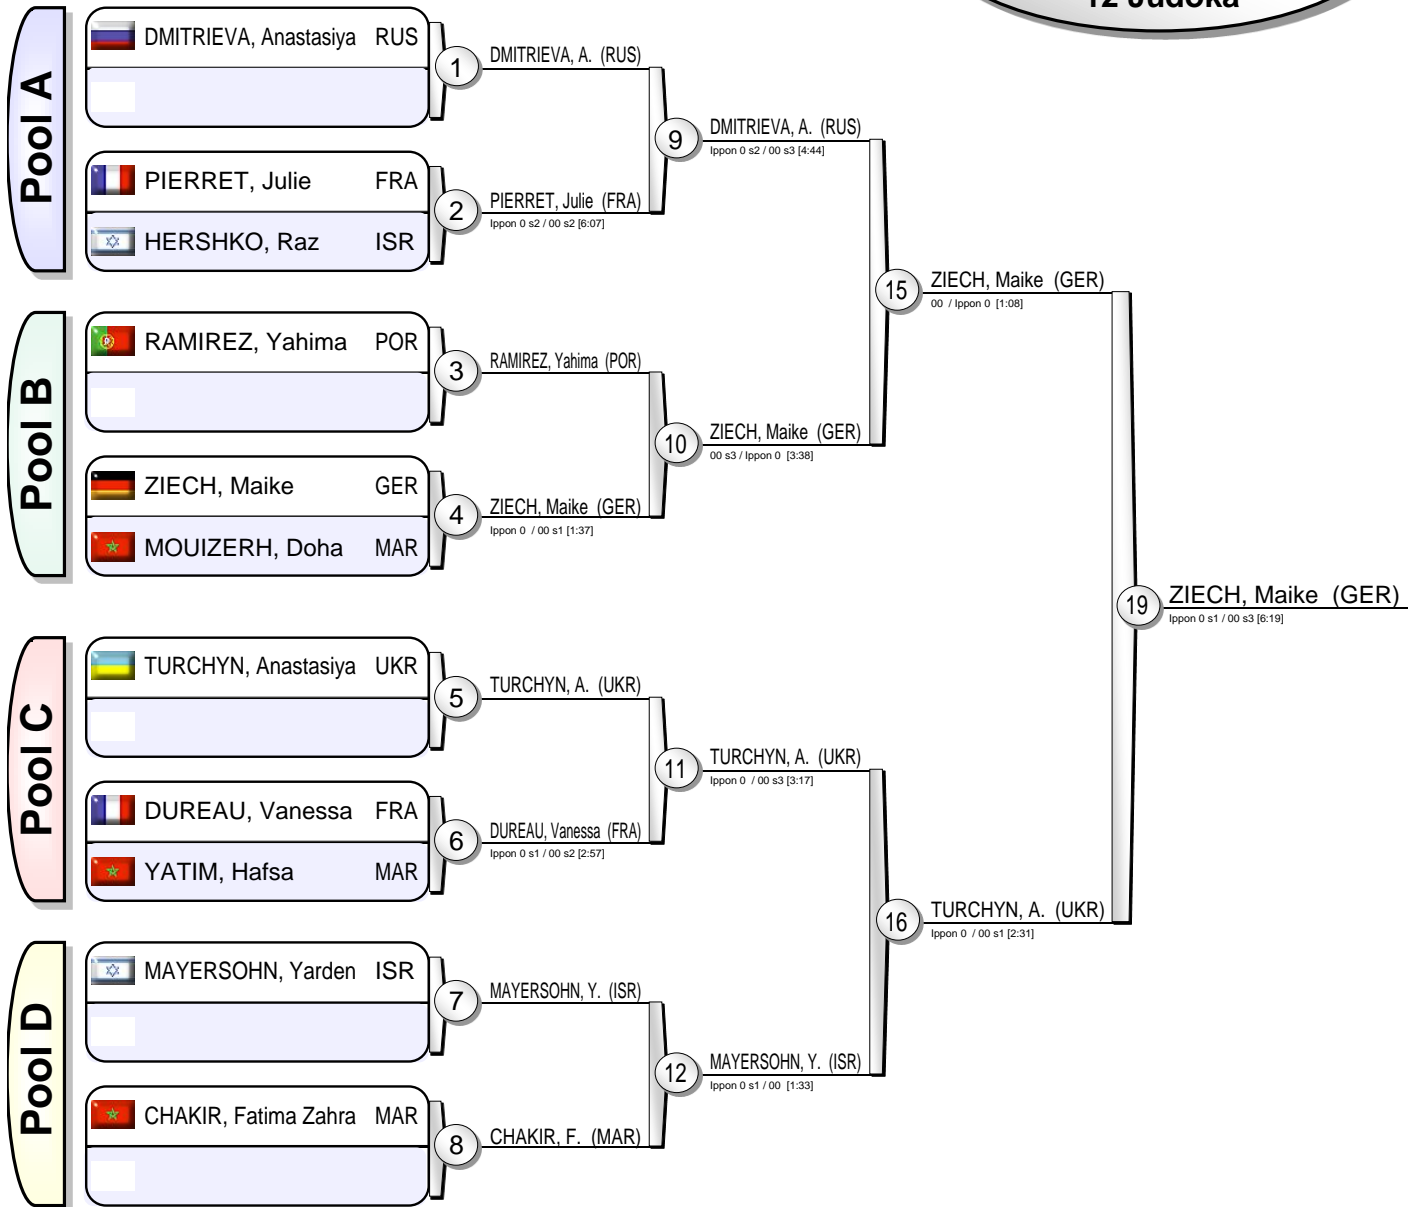 12 Judoka
Pool A
DMITRIEVA, Anastasiya RUS
1
DMITRIEVA, A. (RUS)
PIERRET, Julie FRA
HERSHKO, Raz ISR
2
PIERRET, Julie (FRA)
Ippon 0 s2 / 00 s2 [6:07]
9
DMITRIEVA, A. (RUS)
Ippon 0 s2 / 00 s3 [4:44]
Pool B
RAMIREZ, Yahima POR
3
RAMIREZ, Yahima (POR)
ZIECH, Maike GER
MOUIZERH, Doha MAR
4
ZIECH, Maike (GER)
Ippon 0 / 00 s1 [1:37]
10
ZIECH, Maike (GER)
00 s3 / Ippon 0 [3:38]
15
ZIECH, Maike (GER)
00 / Ippon 0 [1:08]
Pool C
TURCHYN, Anastasiya UKR
5
TURCHYN, A. (UKR)
DUREAU, Vanessa FRA
YATIM, Hafsa MAR
6
DUREAU, Vanessa (FRA)
Ippon 0 s1 / 00 s2 [2:57]
11
TURCHYN, A. (UKR)
Ippon 0 / 00 s3 [3:17]
Pool D
MAYERSOHN, Yarden ISR
7
MAYERSOHN, Y. (ISR)
CHAKIR, Fatima Zahra MAR
8
CHAKIR, F. (MAR)
12
MAYERSOHN, Y. (ISR)
Ippon 0 s1 / 00 [1:33]
16
TURCHYN, A. (UKR)
Ippon 0 / 00 s1 [2:31]
19
ZIECH, Maike (GER)
Ippon 0 s1 / 00 s3 [6:19]